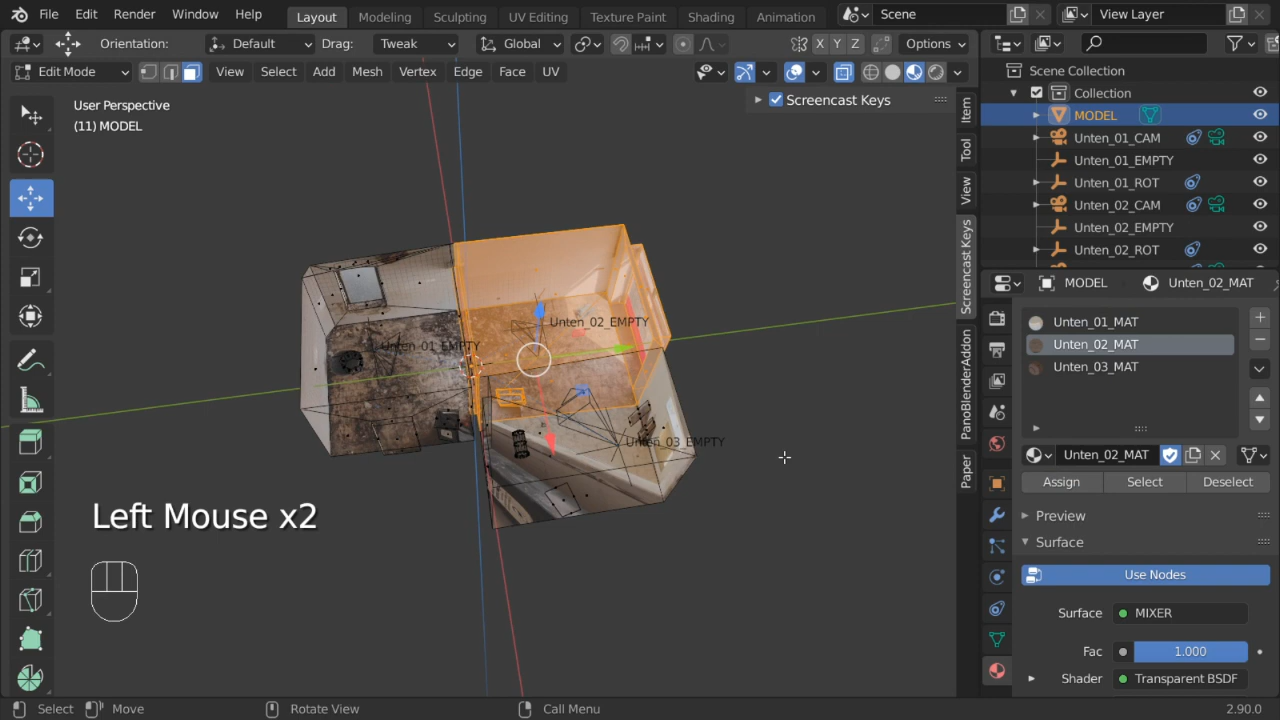 File Edit Render Window Help Layout Modeling Sculpting UV Editing Texture Paint Shading Animation Scene View Layer
Orientation: Default Drag: Tweak Global X Y Z Options
Edit Mode View Select Add Mesh Vertex Edge Face UV
User Perspective
(11) MODEL
Screencast Keys
Item
Tool
View
Screencast Keys
PanoBlenderAddon
Paper
Unten_02_EMPTY
Unten_01_EMPTY
Unten_03_EMPTY
Left Mouse x2
Scene Collection
Collection
MODEL
Unten_01_CAM
Unten_01_EMPTY
Unten_01_ROT
Unten_02_CAM
Unten_02_EMPTY
Unten_02_ROT
MODEL Unten_02_MAT
Unten_01_MAT
Unten_02_MAT
Unten_03_MAT
Unten_02_MAT
Assign Select Deselect
Preview
Surface
Use Nodes
Surface MIXER
Fac 1.000
Shader Transparent BSDF
Select Move Rotate View Call Menu 2.90.0